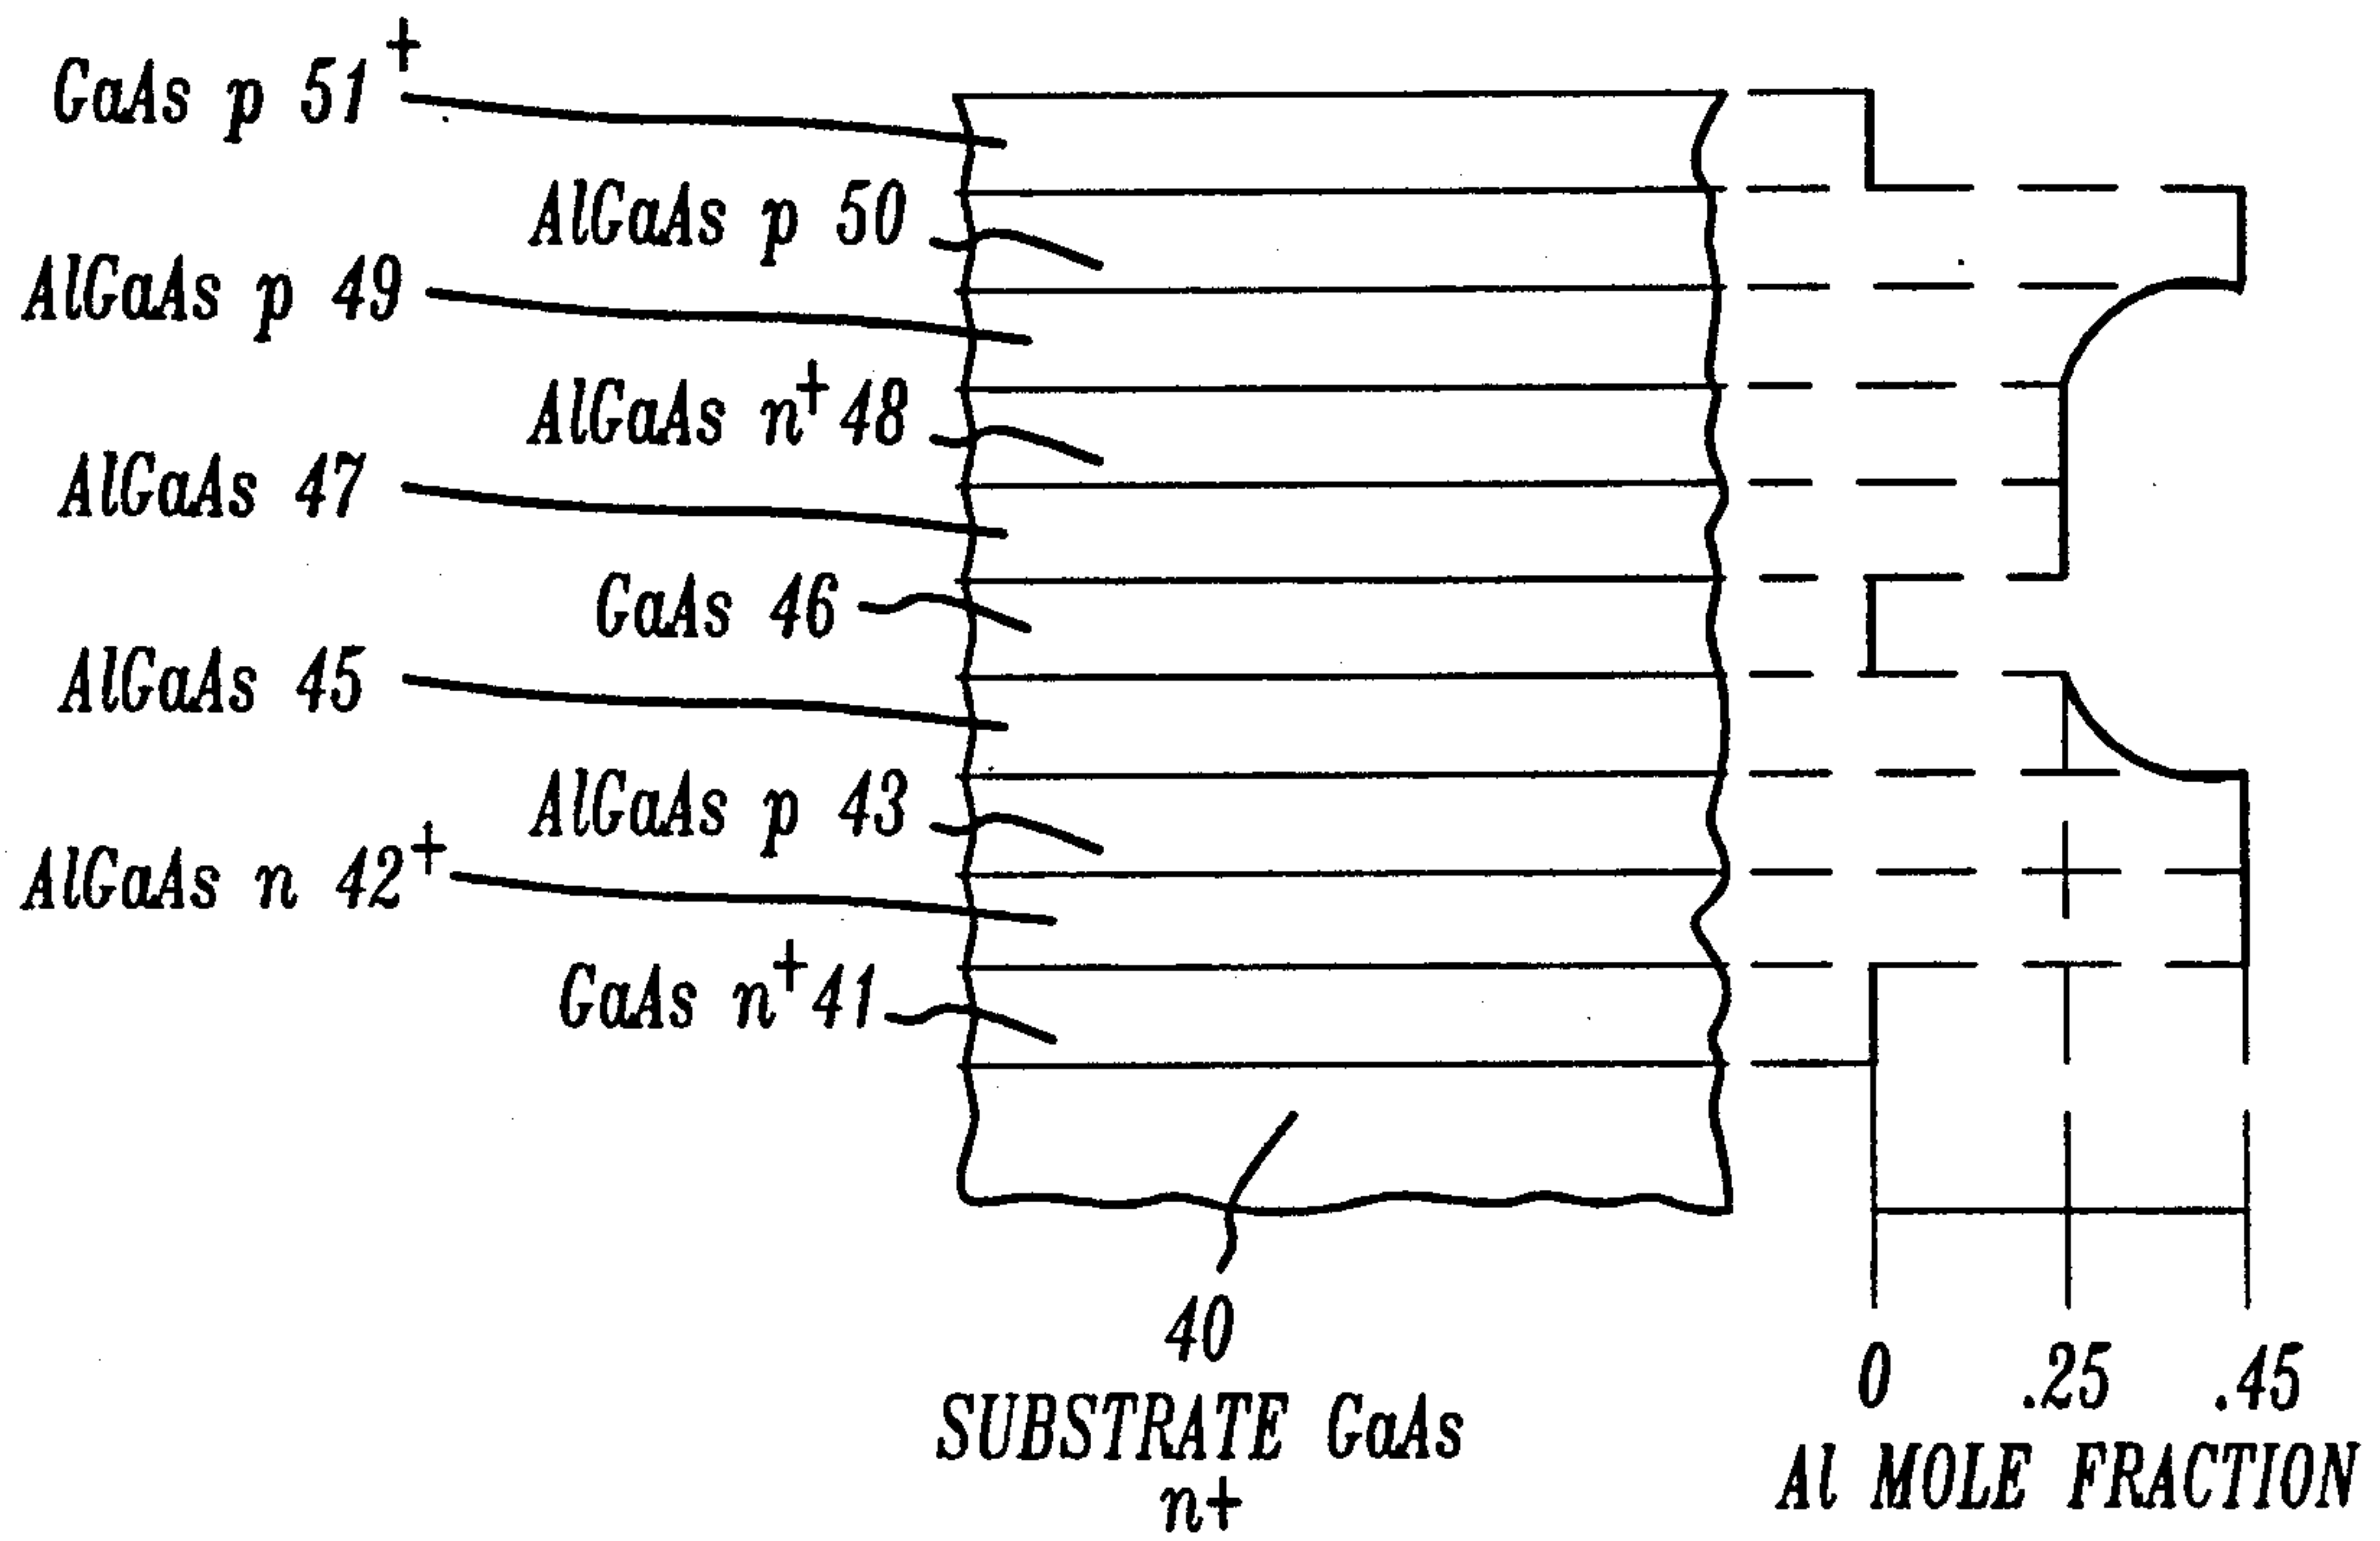 GaAs p 51+
AlGaAs p 50
AlGaAs p 49
AlGaAs n+ 48
AlGaAs 47
GaAs 46
AlGaAs 45
AlGaAs p 43
AlGaAs n 42+
GaAs n+ 41
40
SUBSTRATE GaAs
n+
0 .25 .45
Al MOLE FRACTION